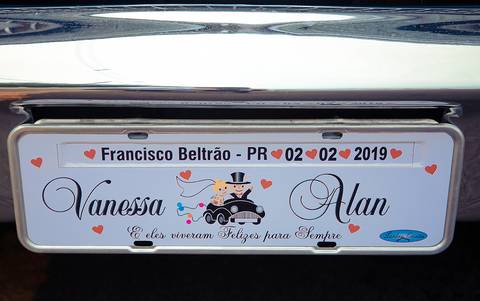 Francisco Beltrão - PR ♥ 02 ♥ 02 ♥ 2019
Vanessa Alan
E eles viveram Felizes para Sempre